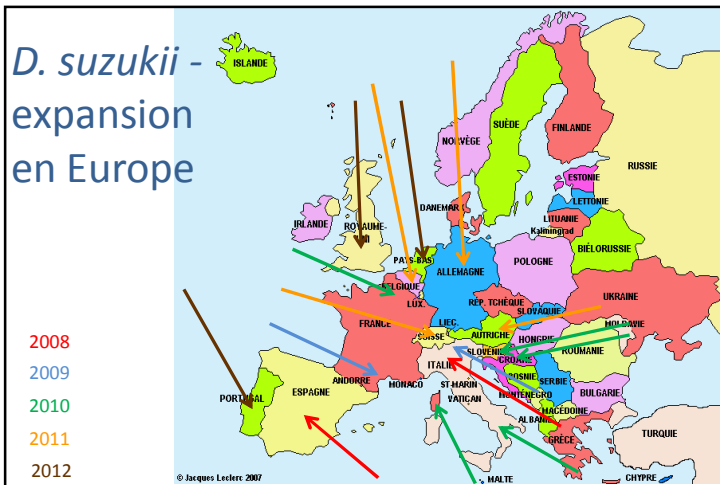 D. suzukii -
expansion
en Europe
ISLANDE
NORVÈGE
SUÈDE
FINLANDE
RUSSIE
ESTONIE
LETTONIE
LITUANIE
Kaliningrad
DANEMARK
IRLANDE
ROYAUME-
PAYS-BAS
BIÉLORUSSIE
POLOGNE
ALLEMAGNE
BELGIQUE
LUX.
RÉP. TCHÈQUE
UKRAINE
SLOVAQUIE
FRANCE
LIEC.
SUISSE
AUTRICHE
MOLDAVIE
HONGRIE
SLOVÉNIE
CROATIE
ROUMANIE
ITALIE
BOSNIE
SERBIE
ANDORRE
MONACO
ST-MARIN
VATICAN
MONTÉNÉGRO
BULGARIE
MACÉDOINE
ALBANIE
PORTUGAL
ESPAGNE
GRÈCE
TURQUIE
MALTE
CHYPRE
2008
2009
2010
2011
2012
© Jacques Leclerc 2007